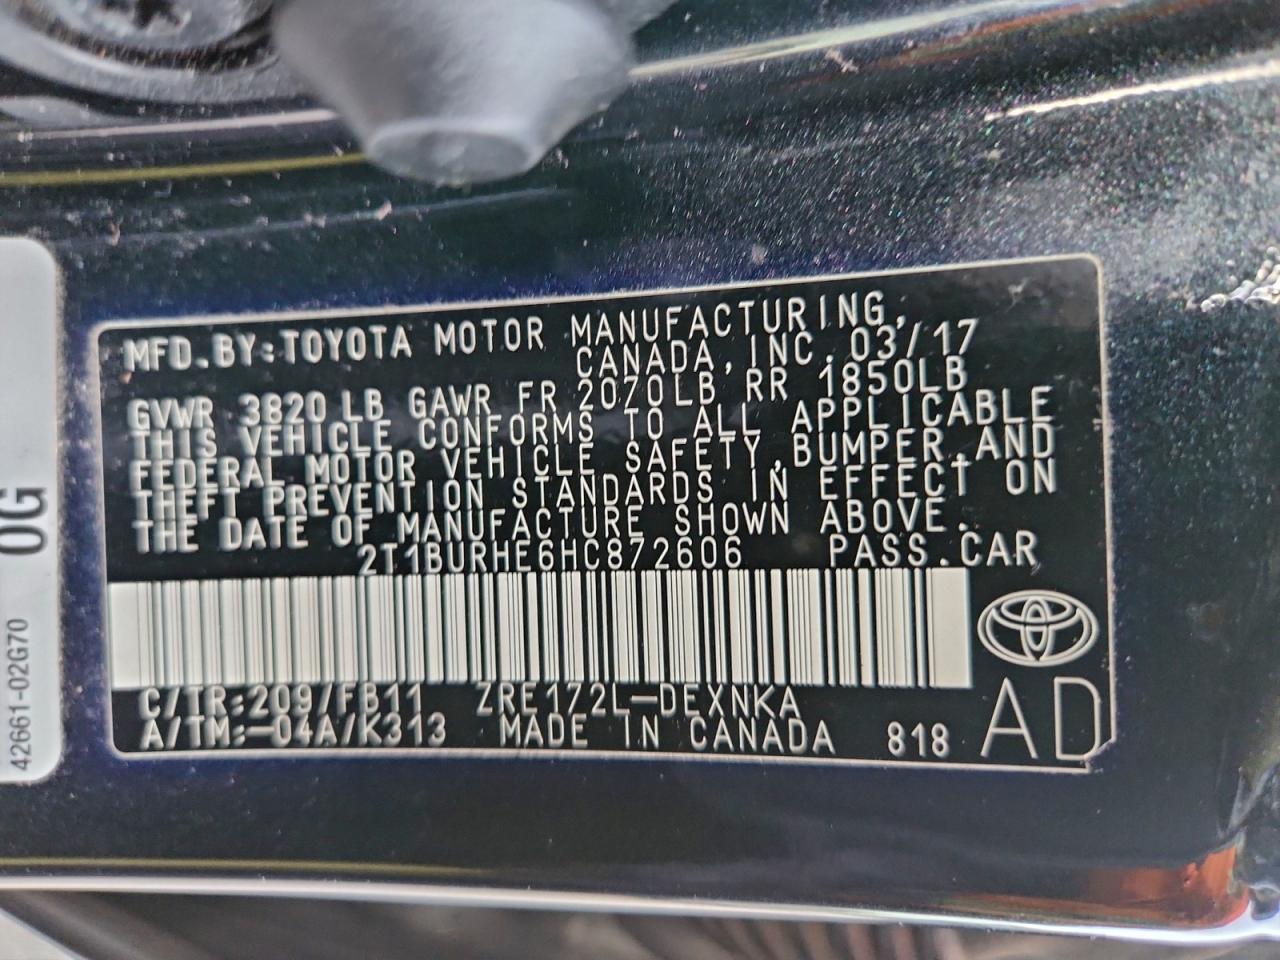 MFD.BY:TOYOTA MOTOR MANUFACTURING,
CANADA,INC. 03/17
GVWR 3820LB GAWR FR 2070LB RR 1850LB
THIS VEHICLE CONFORMS TO ALL APPLICABLE
FEDERAL MOTOR VEHICLE SAFETY,BUMPER,AND
THEFT PREVENTION STANDARDS IN EFFECT ON
THE DATE OF MANUFACTURE SHOWN ABOVE.
2T1BURHE6HC872606 PASS.CAR
C/TR:209/FB11 ZRE172L-DEXNKA
A/TM:-04A/K313 MADE IN CANADA 818 AD
0G
42661-02G70